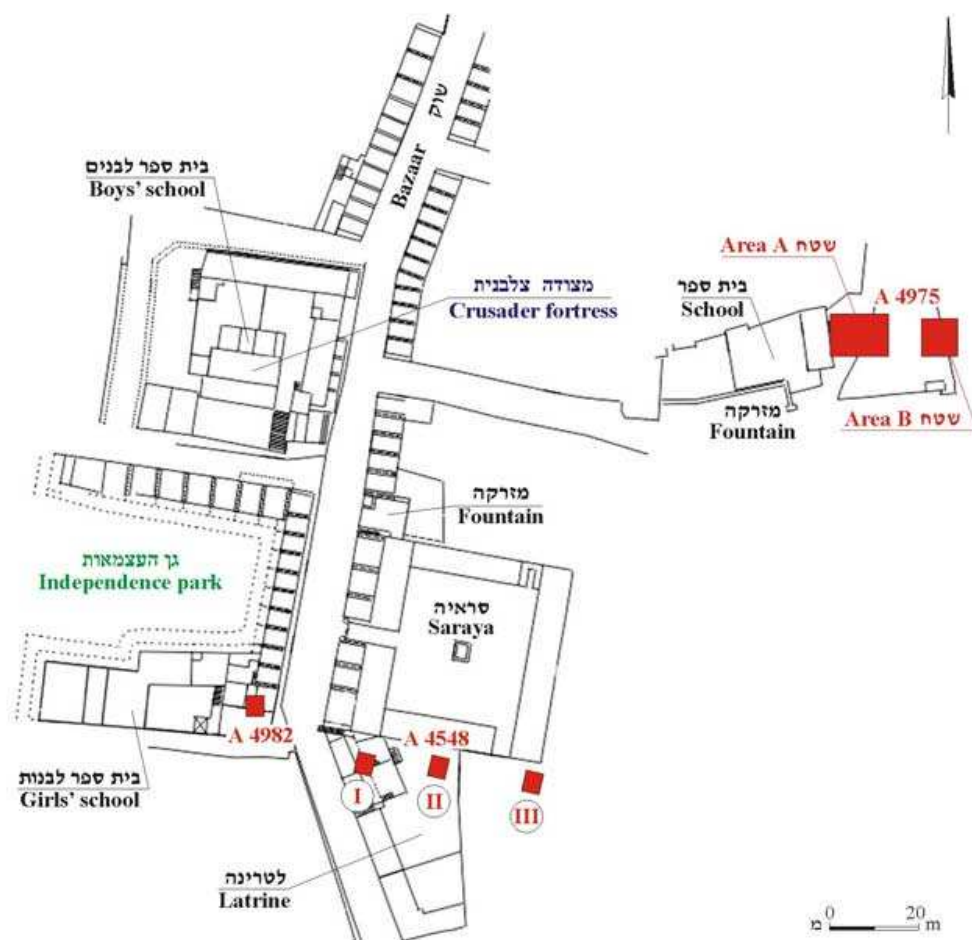 שוק
Bazaar
בית ספר לבנים
Boys' school
מצודה צלבנית
Crusader fortress
Area A שטח
A 4975
בית ספר
School
מזרקה
Fountain
Area B שטח
מזרקה
Fountain
גן העצמאות
Independence park
סראיה
Saraya
A 4982
A 4548
I
II
III
בית ספר לבנות
Girls' school
לטרינה
Latrine
מ 0 20 m